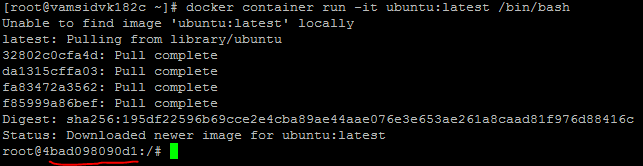 [root@vamsidvk182c ~]# docker container run -it ubuntu:latest /bin/bash
Unable to find image 'ubuntu:latest' locally
latest: Pulling from library/ubuntu
32802c0cfa4d: Pull complete
da1315cffa03: Pull complete
fa83472a3562: Pull complete
f85999a86bef: Pull complete
Digest: sha256:195df22596b69cce2e4cba89ae44aae076e3e653ae261a8caad81f976d88416c
Status: Downloaded newer image for ubuntu:latest
root@4bad098090d1:/#